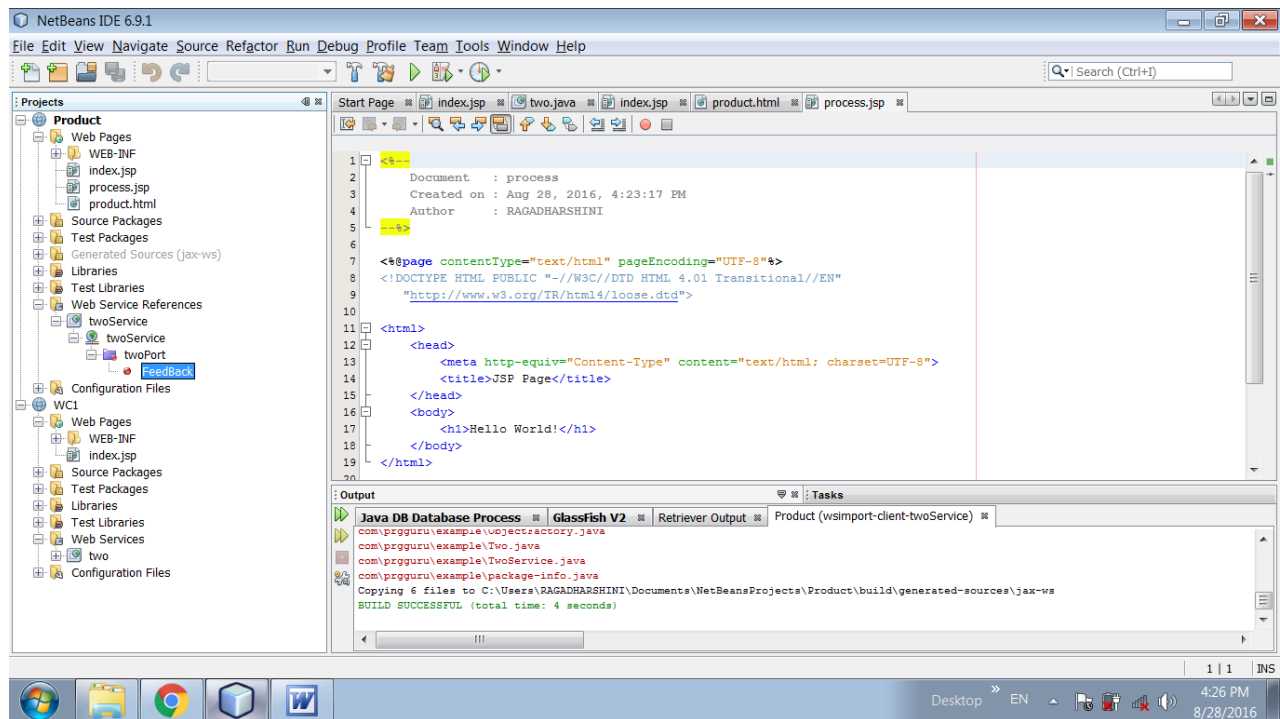 NetBeans IDE 6.9.1
File Edit View Navigate Source Refactor Run Debug Profile Team Tools Window Help
Search (Ctrl+I)
Projects
Product
Web Pages
WEB-INF
index.jsp
process.jsp
product.html
Source Packages
Test Packages
Generated Sources (jax-ws)
Libraries
Test Libraries
Web Service References
twoService
twoService
twoPort
FeedBack
Configuration Files
WC1
Web Pages
WEB-INF
index.jsp
Source Packages
Test Packages
Libraries
Test Libraries
Web Services
two
Configuration Files
Start Page index.jsp two.java index.jsp product.html process.jsp
1 <%--
2 Document : process
3 Created on : Aug 28, 2016, 4:23:17 PM
4 Author : RAGADHARSHINI
5 --%>
6
7 <%@page contentType="text/html" pageEncoding="UTF-8"%>
8 <!DOCTYPE HTML PUBLIC "-//W3C//DTD HTML 4.01 Transitional//EN"
9 "http://www.w3.org/TR/html4/loose.dtd">
10
11 <html>
12 <head>
13 <meta http-equiv="Content-Type" content="text/html; charset=UTF-8">
14 <title>JSP Page</title>
15 </head>
16 <body>
17 <h1>Hello World!</h1>
18 </body>
19 </html>
20
Output Tasks
Java DB Database Process GlassFish V2 Retriever Output Product (wsimport-client-twoService)
com\prgguru\example\ObjectFactory.java
com\prgguru\example\Two.java
com\prgguru\example\TwoService.java
com\prgguru\example\package-info.java
Copying 6 files to C:\Users\RAGADHARSHINI\Documents\NetBeansProjects\Product\build\generated-sources\jax-ws
BUILD SUCCESSFUL (total time: 4 seconds)
1 | 1 INS
Desktop » EN 4:26 PM
8/28/2016